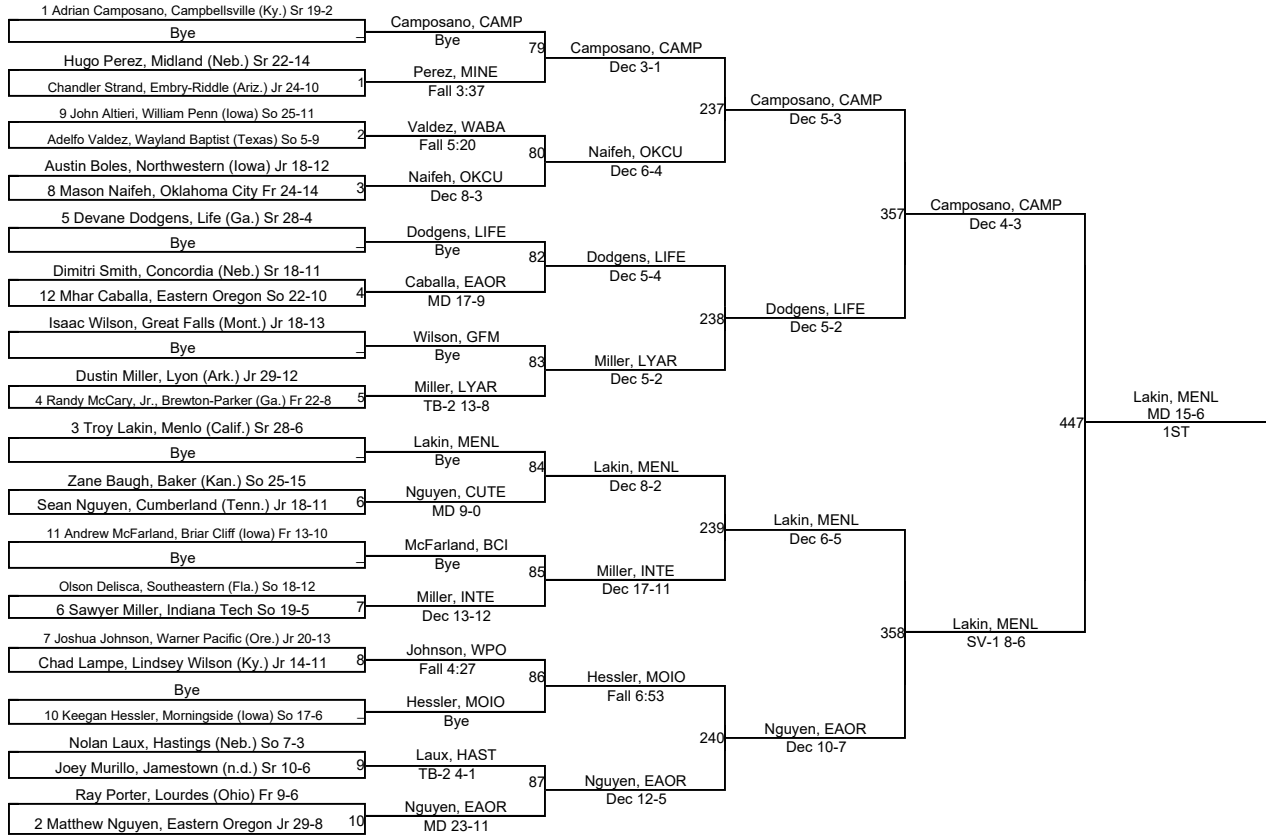 1 Adrian Camposano, Campbellsville (Ky.) Sr 19-2
Bye
_
Hugo Perez, Midland (Neb.) Sr 22-14
Chandler Strand, Embry-Riddle (Ariz.) Jr 24-10
1
9 John Altieri, William Penn (Iowa) So 25-11
Adelfo Valdez, Wayland Baptist (Texas) So 5-9
2
Austin Boles, Northwestern (Iowa) Jr 18-12
8 Mason Naifeh, Oklahoma City Fr 24-14
3
5 Devane Dodgens, Life (Ga.) Sr 28-4
Bye
_
Dimitri Smith, Concordia (Neb.) Sr 18-11
12 Mhar Caballa, Eastern Oregon So 22-10
4
Isaac Wilson, Great Falls (Mont.) Jr 18-13
Bye
_
Dustin Miller, Lyon (Ark.) Jr 29-12
4 Randy McCary, Jr., Brewton-Parker (Ga.) Fr 22-8
5
3 Troy Lakin, Menlo (Calif.) Sr 28-6
Bye
_
Zane Baugh, Baker (Kan.) So 25-15
Sean Nguyen, Cumberland (Tenn.) Jr 18-11
6
11 Andrew McFarland, Briar Cliff (Iowa) Fr 13-10
Bye
_
Olson Delisca, Southeastern (Fla.) So 18-12
6 Sawyer Miller, Indiana Tech So 19-5
7
7 Joshua Johnson, Warner Pacific (Ore.) Jr 20-13
Chad Lampe, Lindsey Wilson (Ky.) Jr 14-11
8
Bye
10 Keegan Hessler, Morningside (Iowa) So 17-6
_
Nolan Laux, Hastings (Neb.) So 7-3
Joey Murillo, Jamestown (n.d.) Sr 10-6
9
Ray Porter, Lourdes (Ohio) Fr 9-6
2 Matthew Nguyen, Eastern Oregon Jr 29-8
10
Camposano, CAMP
Bye
79
Perez, MINE
Fall 3:37
Valdez, WABA
Fall 5:20
80
Naifeh, OKCU
Dec 8-3
Dodgens, LIFE
Bye
82
Caballa, EAOR
MD 17-9
Wilson, GFM
Bye
83
Miller, LYAR
TB-2 13-8
Lakin, MENL
Bye
84
Nguyen, CUTE
MD 9-0
McFarland, BCI
Bye
85
Miller, INTE
Dec 13-12
Johnson, WPO
Fall 4:27
86
Hessler, MOIO
Bye
Laux, HAST
TB-2 4-1
87
Nguyen, EAOR
MD 23-11
Camposano, CAMP
Dec 3-1
237
Naifeh, OKCU
Dec 6-4
Dodgens, LIFE
Dec 5-4
238
Miller, LYAR
Dec 5-2
Lakin, MENL
Dec 8-2
239
Miller, INTE
Dec 17-11
Hessler, MOIO
Fall 6:53
240
Nguyen, EAOR
Dec 12-5
Camposano, CAMP
Dec 5-3
357
Dodgens, LIFE
Dec 5-2
Lakin, MENL
Dec 6-5
358
Nguyen, EAOR
Dec 10-7
Camposano, CAMP
Dec 4-3
447
Lakin, MENL
SV-1 8-6
Lakin, MENL
MD 15-6
1ST